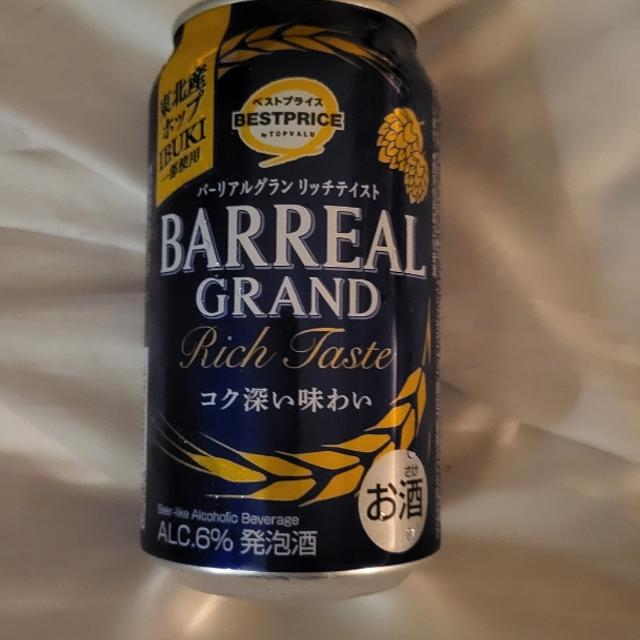 東北産
ホップ
IBUKI
一部使用
ベストプライス
BESTPRICE
by TOPVALU
バーリアルグラン リッチテイスト
BARREAL
GRAND
Rich Taste
コク深い味わい
さけ
お酒
Beer-like Alcoholic Beverage
ALC.6% 発泡酒